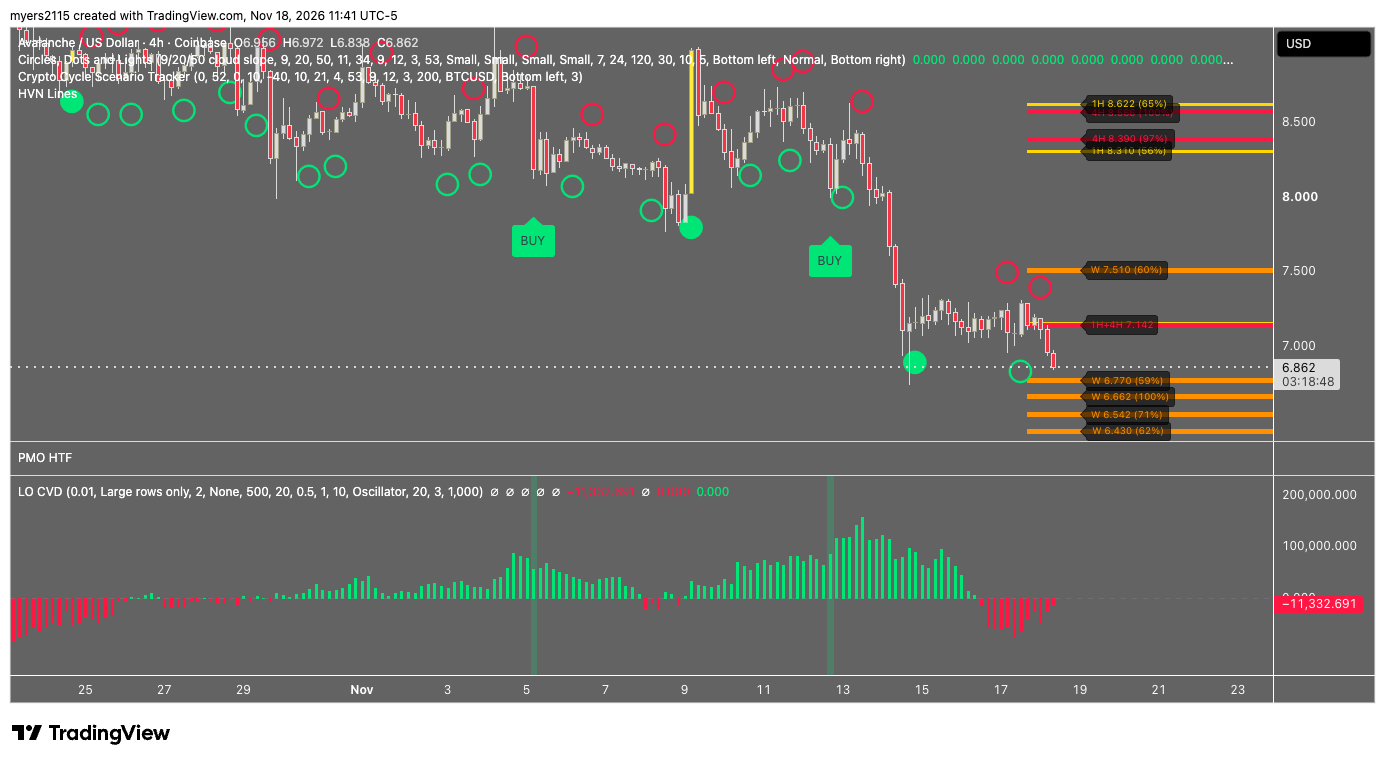 myers2115 created with TradingView.com, Nov 18, 2026 11:41 UTC-5
Avalanche / US Dollar · 4h · Coinbase O6.956 H6.972 L6.838 C6.862
USD
Circles, Dots and Lights (9/20/50 cloud slope, 9, 20, 50, 11, 34, 9, 12, 3, 53, Small, Small, Small, Small, 7, 24, 120, 30, 10, 5, Bottom left, Normal, Bottom right) 0.000 0.000 0.000 0.000 0.000 0.000 0.000 0.000...
Crypto Cycle Scenario Tracker (0, 52, 0, 10, -40, 10, 21, 4, 53, 9, 12, 3, 200, BTCUSD, Bottom left, 3)
HVN Lines
1H 8.622 (65%)
8.500
4H 8.390 (97%)
1H 8.310 (56%)
8.000
BUY
BUY
W 7.510 (60%)
7.500
1H+4H 7.142
7.000
6.862
03:18:48
W 6.770 (59%)
W 6.662 (100%)
W 6.542 (71%)
W 6.430 (62%)
PMO HTF
LO CVD (0.01, Large rows only, 2, None, 500, 20, 0.5, 1, 10, Oscillator, 20, 3, 1,000) ∅ ∅ ∅ ∅ ∅ −11,332.691 ∅ 0.000 0.000
200,000.000
100,000.000
0.000
−11,332.691
25 27 29 Nov 3 5 7 9 11 13 15 17 19 21 23
TradingView